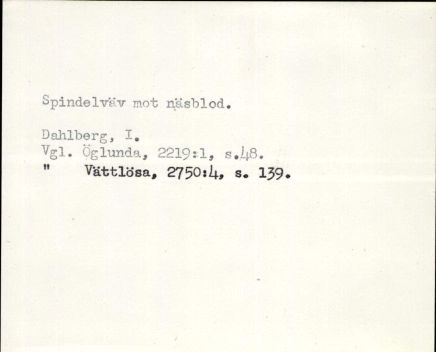 Spindelväv mot näsblod.
Dahlberg, I.
Vgl. Öglunda, 2219:1, s.48.
" Vättlösa, 2750:4, s. 139.